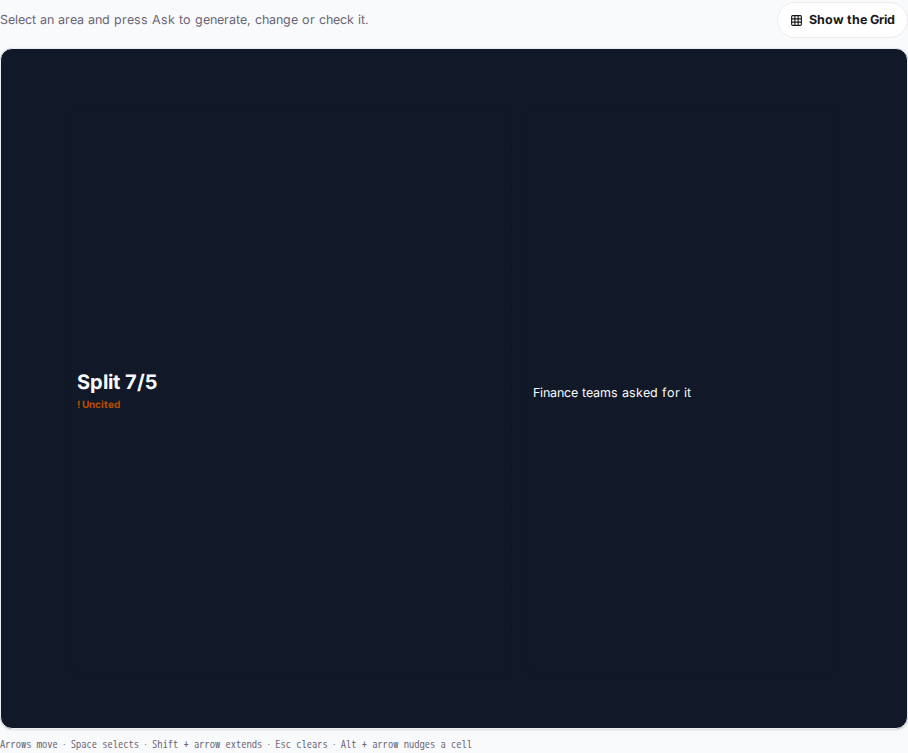 Select an area and press Ask to generate, change or check it.
Show the Grid
Split 7/5
! Uncited
Finance teams asked for it
Arrows move · Space selects · Shift + arrow extends · Esc clears · Alt + arrow nudges a cell